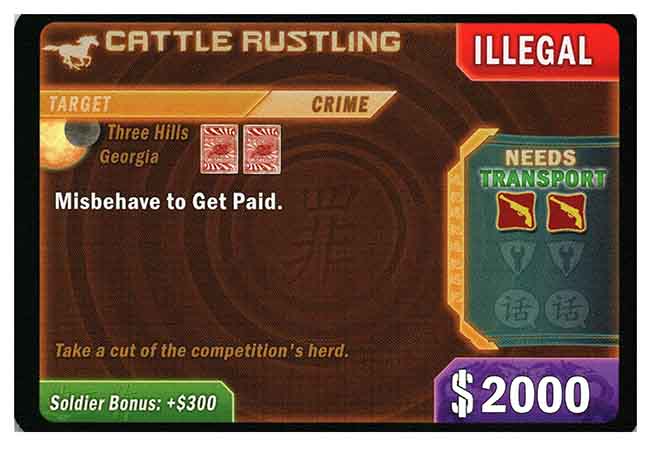 CATTLE RUSTLING
ILLEGAL
TARGET
CRIME
Three Hills
Georgia
NEEDS
TRANSPORT
Misbehave to Get Paid.
罪
话 话
Take a cut of the competition's herd.
Soldier Bonus: +$300
$2000